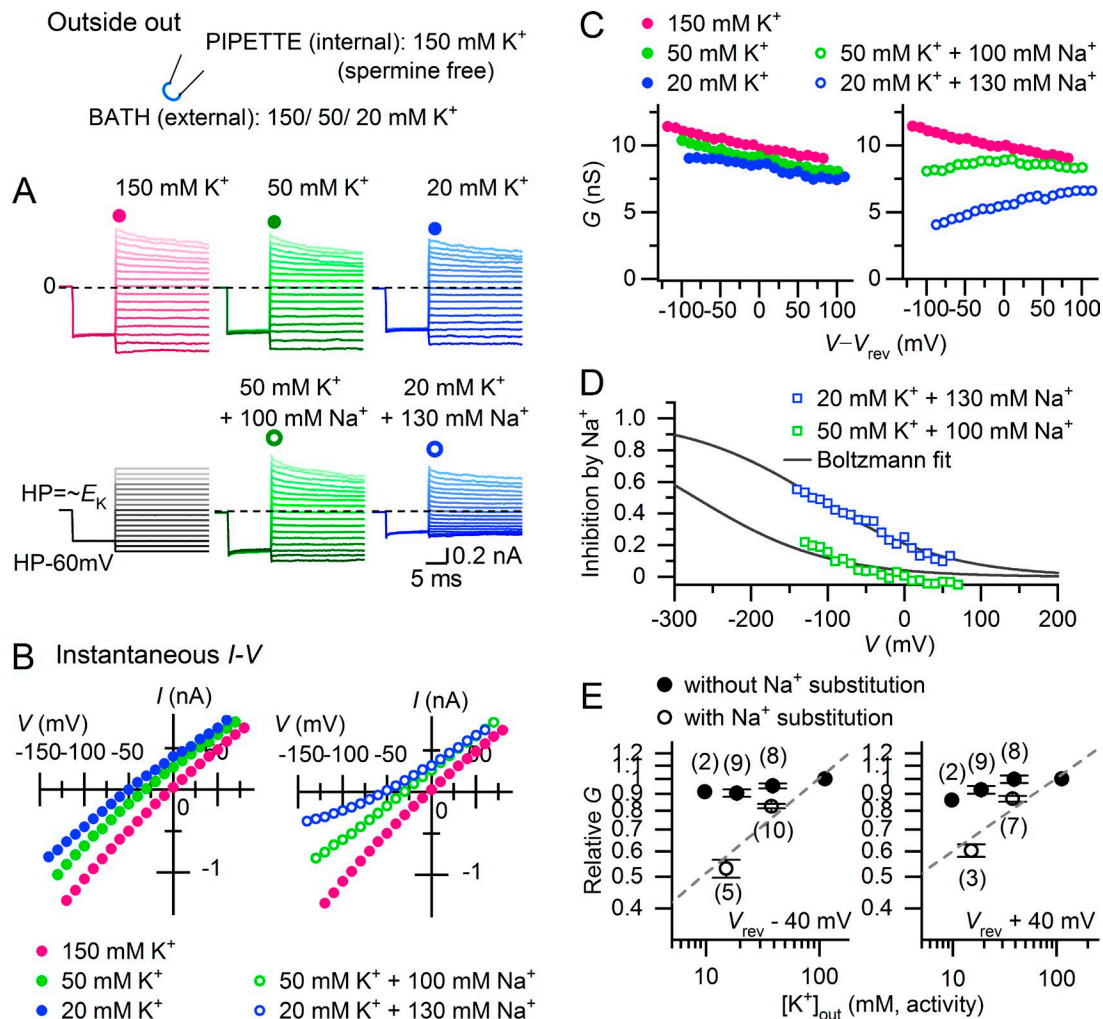 Outside out
PIPETTE (internal): 150 mM K⁺
(spermine free)
BATH (external): 150/ 50/ 20 mM K⁺
A
150 mM K⁺
50 mM K⁺
20 mM K⁺
0
50 mM K⁺
+ 100 mM Na⁺
20 mM K⁺
+ 130 mM Na⁺
HP=~E_K
HP-60mV
0.2 nA
5 ms
B Instantaneous I-V
I (nA)
V (mV)
-150 -100 -50 50
0
-1
I (nA)
V (mV)
-150 -100 -50 50
0
-1
150 mM K⁺
50 mM K⁺
20 mM K⁺
50 mM K⁺ + 100 mM Na⁺
20 mM K⁺ + 130 mM Na⁺
C
150 mM K⁺
50 mM K⁺
20 mM K⁺
50 mM K⁺ + 100 mM Na⁺
20 mM K⁺ + 130 mM Na⁺
G (nS)
10
5
0
-100 -50 0 50 100
10
5
0
-100 -50 0 50 100
V−V_rev (mV)
D
20 mM K⁺ + 130 mM Na⁺
50 mM K⁺ + 100 mM Na⁺
Boltzmann fit
Inhibition by Na⁺
1.0
0.8
0.6
0.4
0.2
0
-300 -200 -100 0 100 200
V (mV)
E
without Na⁺ substitution
with Na⁺ substitution
Relative G
1.1
1
0.9
0.8
0.7
0.6
0.5
0.4
(2) (9) (8)
(10)
(5)
V_rev - 40 mV
10 100
1.1
1
0.9
0.8
0.7
0.6
0.5
0.4
(2) (9) (8)
(7)
(3)
V_rev + 40 mV
10 100
[K⁺]_out (mM, activity)